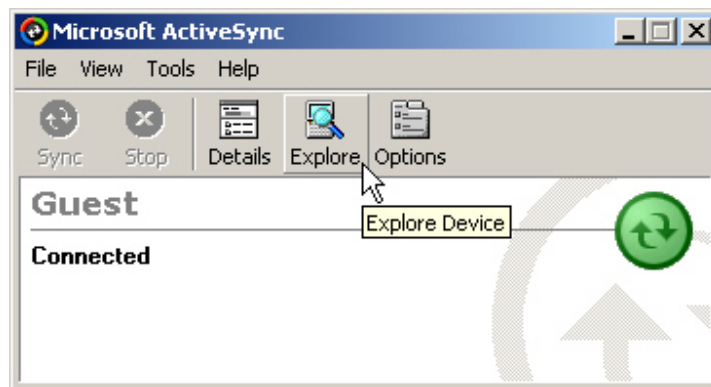 Microsoft ActiveSync
File View Tools Help
Sync Stop Details Explore Options
Guest
Explore Device
Connected